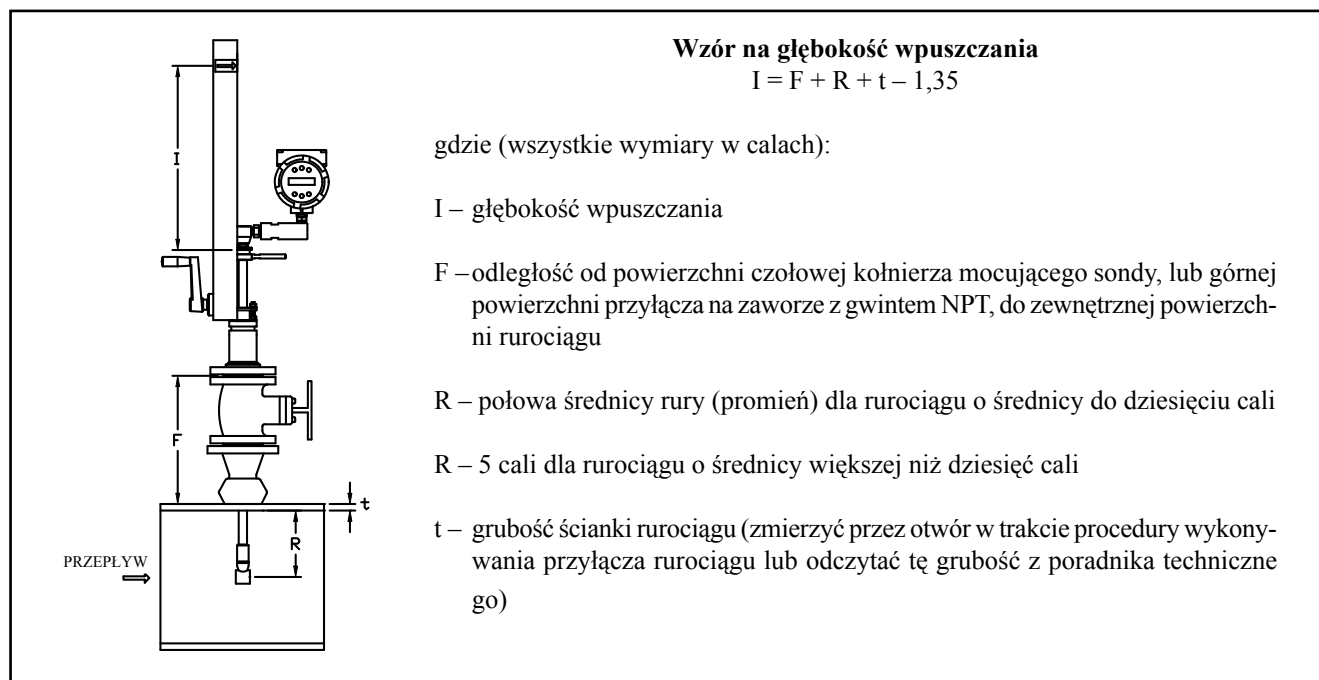 Wzór na głębokość wpuszczania
I = F + R + t – 1,35
gdzie (wszystkie wymiary w calach):
I – głębokość wpuszczania
F – odległość od powierzchni czołowej kołnierza mocującego sondy, lub górnej
powierzchni przyłącza na zaworze z gwintem NPT, do zewnętrznej powierzch-
ni rurociągu
R – połowa średnicy rury (promień) dla rurociągu o średnicy do dziesięciu cali
R – 5 cali dla rurociągu o średnicy większej niż dziesięć cali
t – grubość ścianki rurociągu (zmierzyć przez otwór w trakcie procedury wykony-
wania przyłącza rurociągu lub odczytać tę grubość z poradnika techniczne
go)
I
F
t
R
PRZEPŁYW